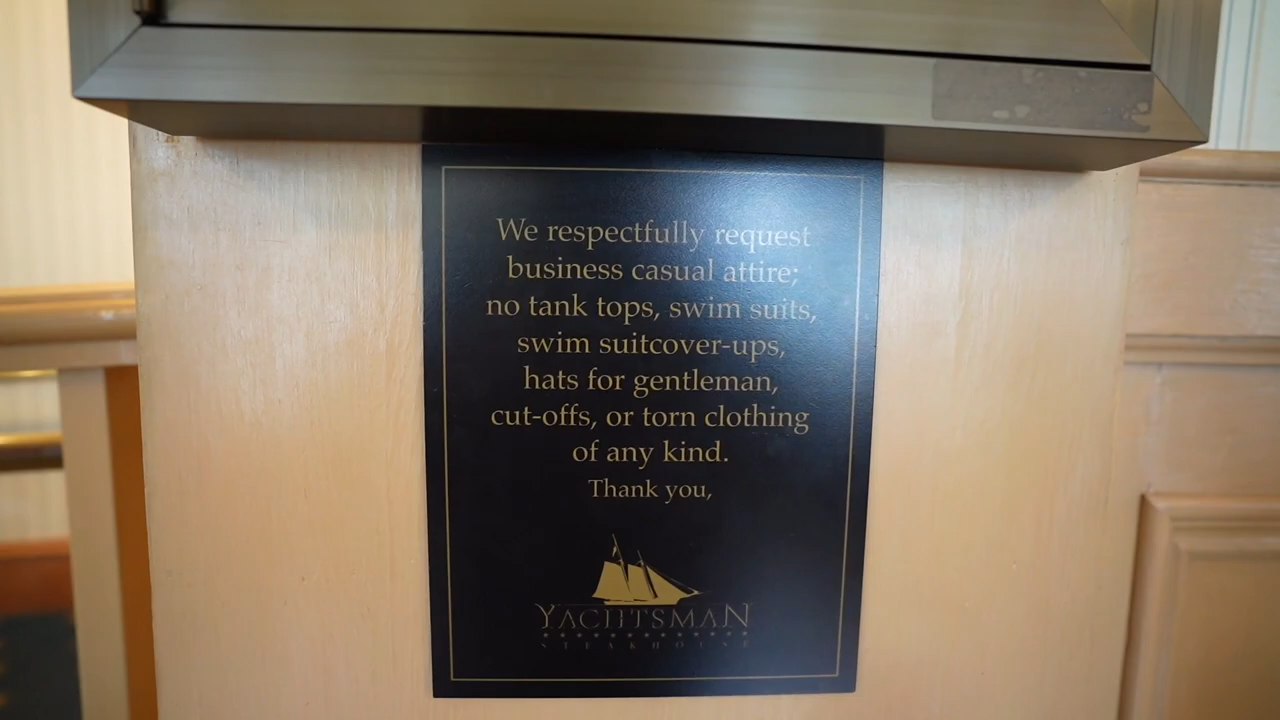 We respectfully request
business casual attire;
no tank tops, swim suits,
swim suitcover-ups,
hats for gentleman,
cut-offs, or torn clothing
of any kind.
Thank you,
YACHTSMAN
STEAKHOUSE